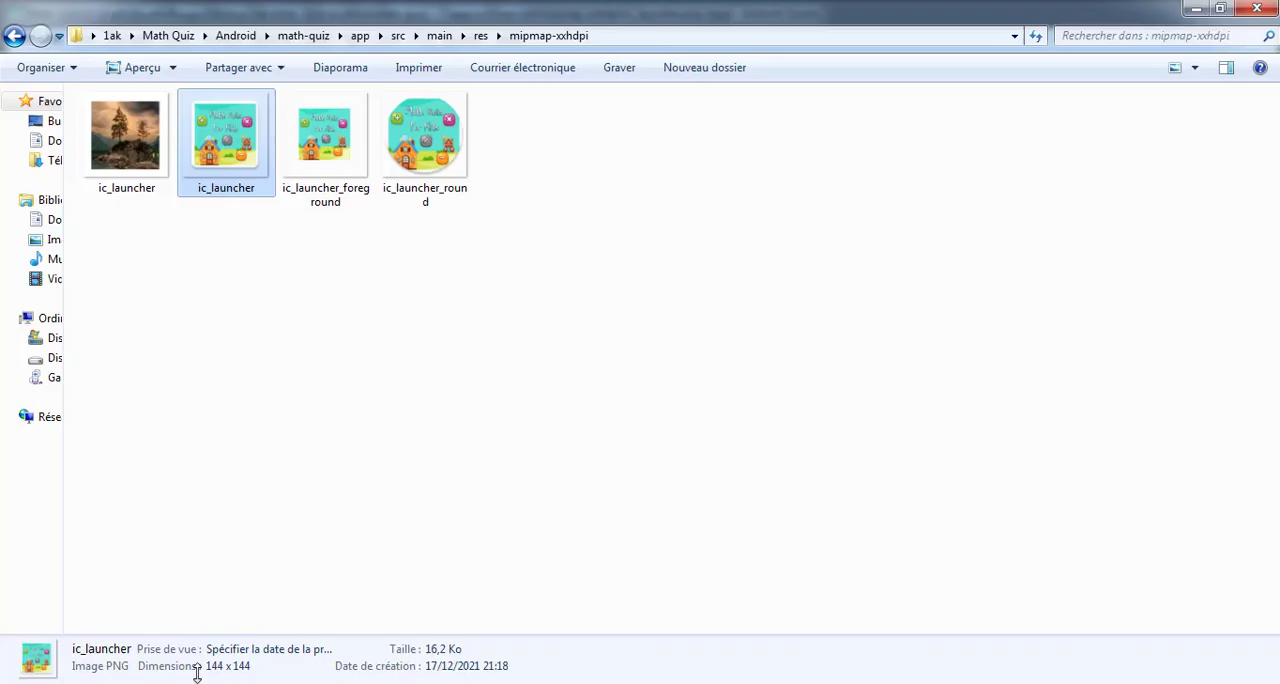 1ak Math Quiz Android math-quiz app src main res mipmap-xxhdpi Rechercher dans : mipmap-xxhdpi
Organiser Aperçu Partager avec Diaporama Imprimer Courrier électronique Graver Nouveau dossier
Favo
Bu
Do
Tél
Bibli
Do
Im
Mu
Vic
Ordin
Dis
Dis
Ga
Rése
ic_launcher
ic_launcher
ic_launcher_foreg
round
ic_launcher_roun
d
ic_launcher Prise de vue : Spécifier la date de la pr... Taille : 16,2 Ko
Image PNG Dimensions 144 x 144 Date de création : 17/12/2021 21:18